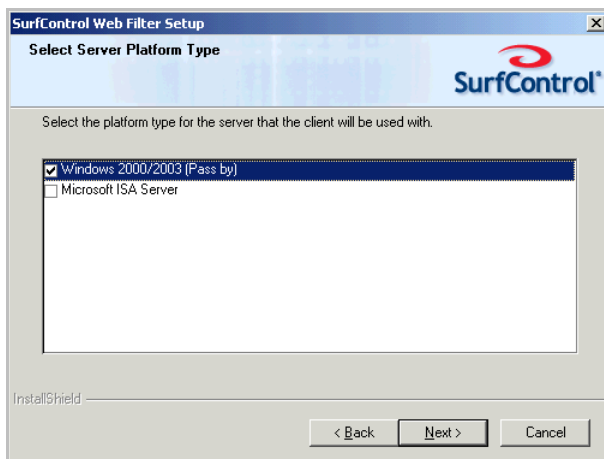 SurfControl Web Filter Setup
Select Server Platform Type
SurfControl®
Select the platform type for the server that the client will be used with.
Windows 2000/2003 (Pass by)
Microsoft ISA Server
InstallShield
< Back
Next >
Cancel